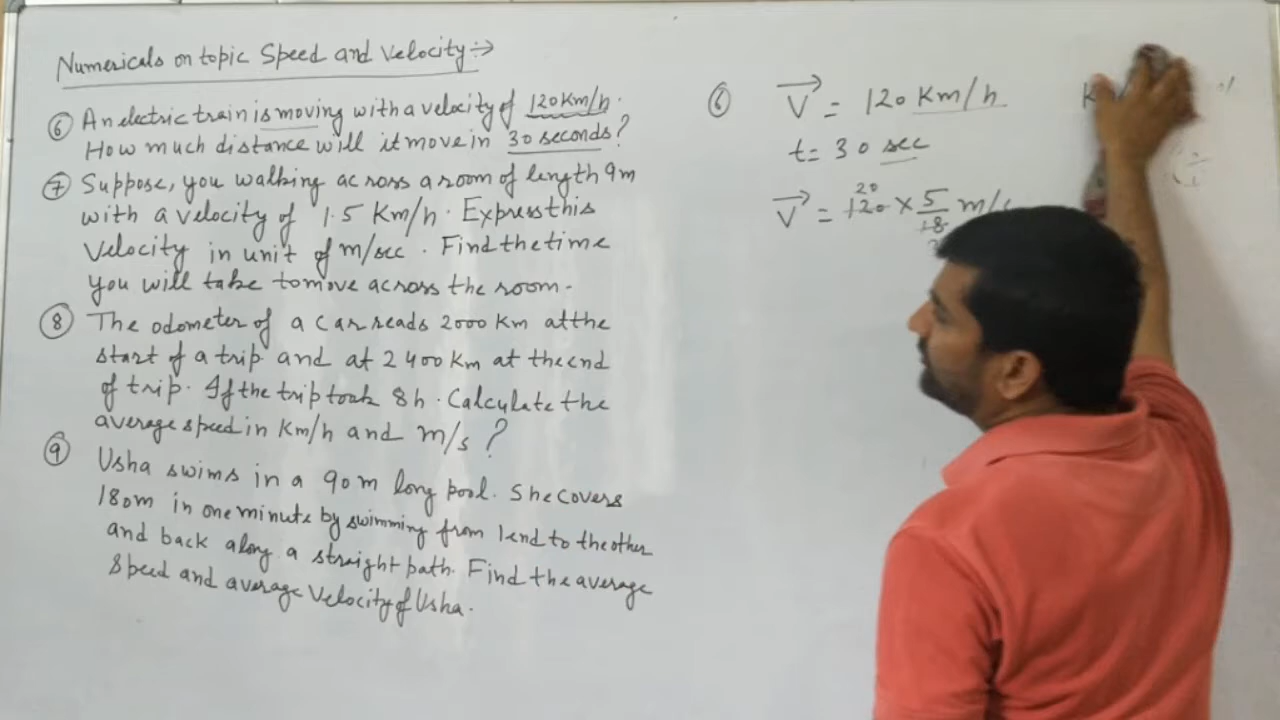 Numericals on topic Speed and Velocity :→
⑥ An electric train is moving with a velocity of 120 Km/h.
How much distance will it move in 30 seconds?
⑦ Suppose, you walking across a room of length 9m
with a velocity of 1.5 Km/h. Express this
Velocity in unit of m/sec. Find the time
you will take to move across the room.
⑧ The odometer of a car reads 2000 Km at the
start of a trip and at 2400 Km at the end
of trip. If the trip took 8h. Calculate the
average speed in Km/h and m/s ?
⑨ Usha swims in a 90m long pool. She covers
180m in one minute by swimming from 1 end to the other
and back along a straight path. Find the average
Speed and average Velocity of Usha.
⑥ V = 120 Km/h
t = 30 sec
20
V = 120 × 5/18 m/